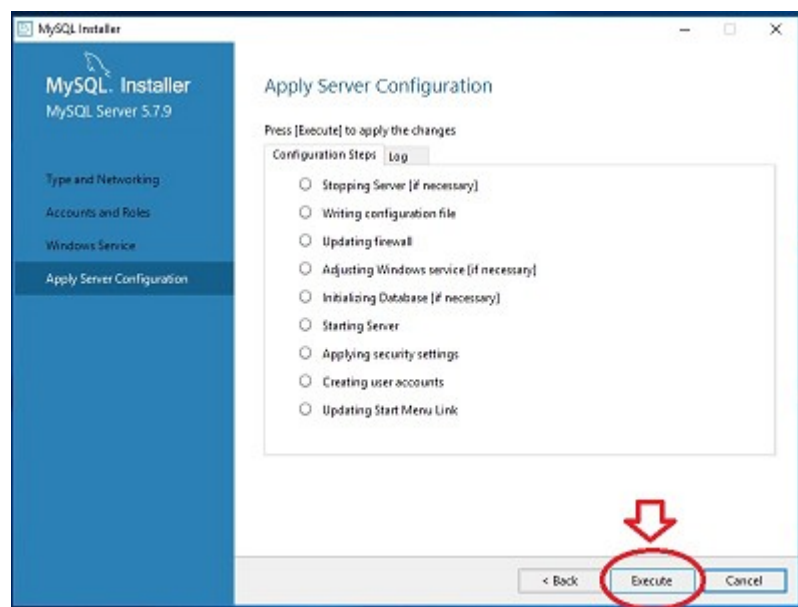 MySQL Installer
MySQL. Installer
MySQL Server 5.7.9
Type and Networking
Accounts and Roles
Windows Service
Apply Server Configuration
Apply Server Configuration
Press [Execute] to apply the changes
Configuration Steps Log
Stopping Server [if necessary]
Writing configuration file
Updating firewall
Adjusting Windows service [if necessary]
Initializing Database [if necessary]
Starting Server
Applying security settings
Creating user accounts
Updating Start Menu Link
< Back Execute Cancel